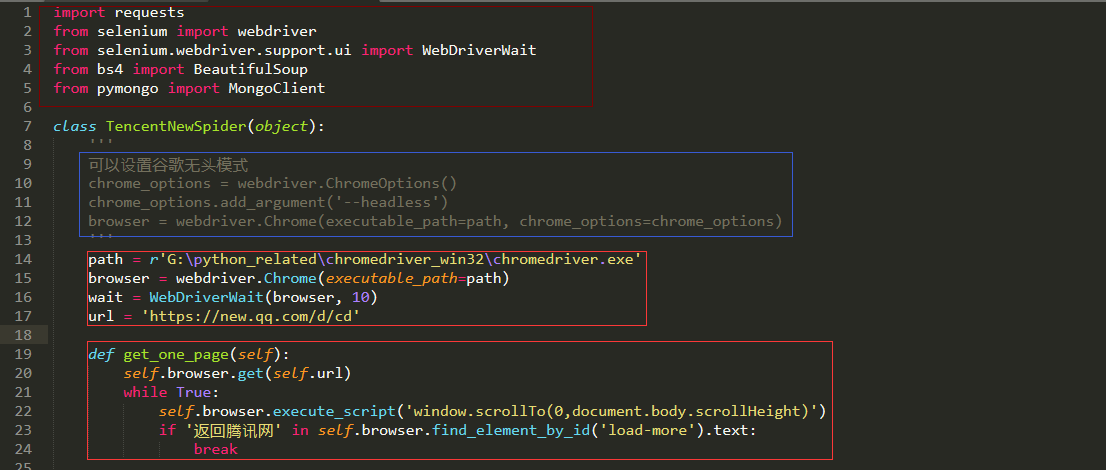 1 import requests
2 from selenium import webdriver
3 from selenium.webdriver.support.ui import WebDriverWait
4 from bs4 import BeautifulSoup
5 from pymongo import MongoClient
6
7 class TencentNewSpider(object):
8     '''
9     可以设置谷歌无头模式
10     chrome_options = webdriver.ChromeOptions()
11     chrome_options.add_argument('--headless')
12     browser = webdriver.Chrome(executable_path=path, chrome_options=chrome_options)
13     '''
14     path = r'G:\python_related\chromedriver_win32\chromedriver.exe'
15     browser = webdriver.Chrome(executable_path=path)
16     wait = WebDriverWait(browser, 10)
17     url = 'https://new.qq.com/d/cd'
18
19     def get_one_page(self):
20         self.browser.get(self.url)
21         while True:
22             self.browser.execute_script('window.scrollTo(0,document.body.scrollHeight)')
23             if '返回腾讯网' in self.browser.find_element_by_id('load-more').text:
24                 break
25